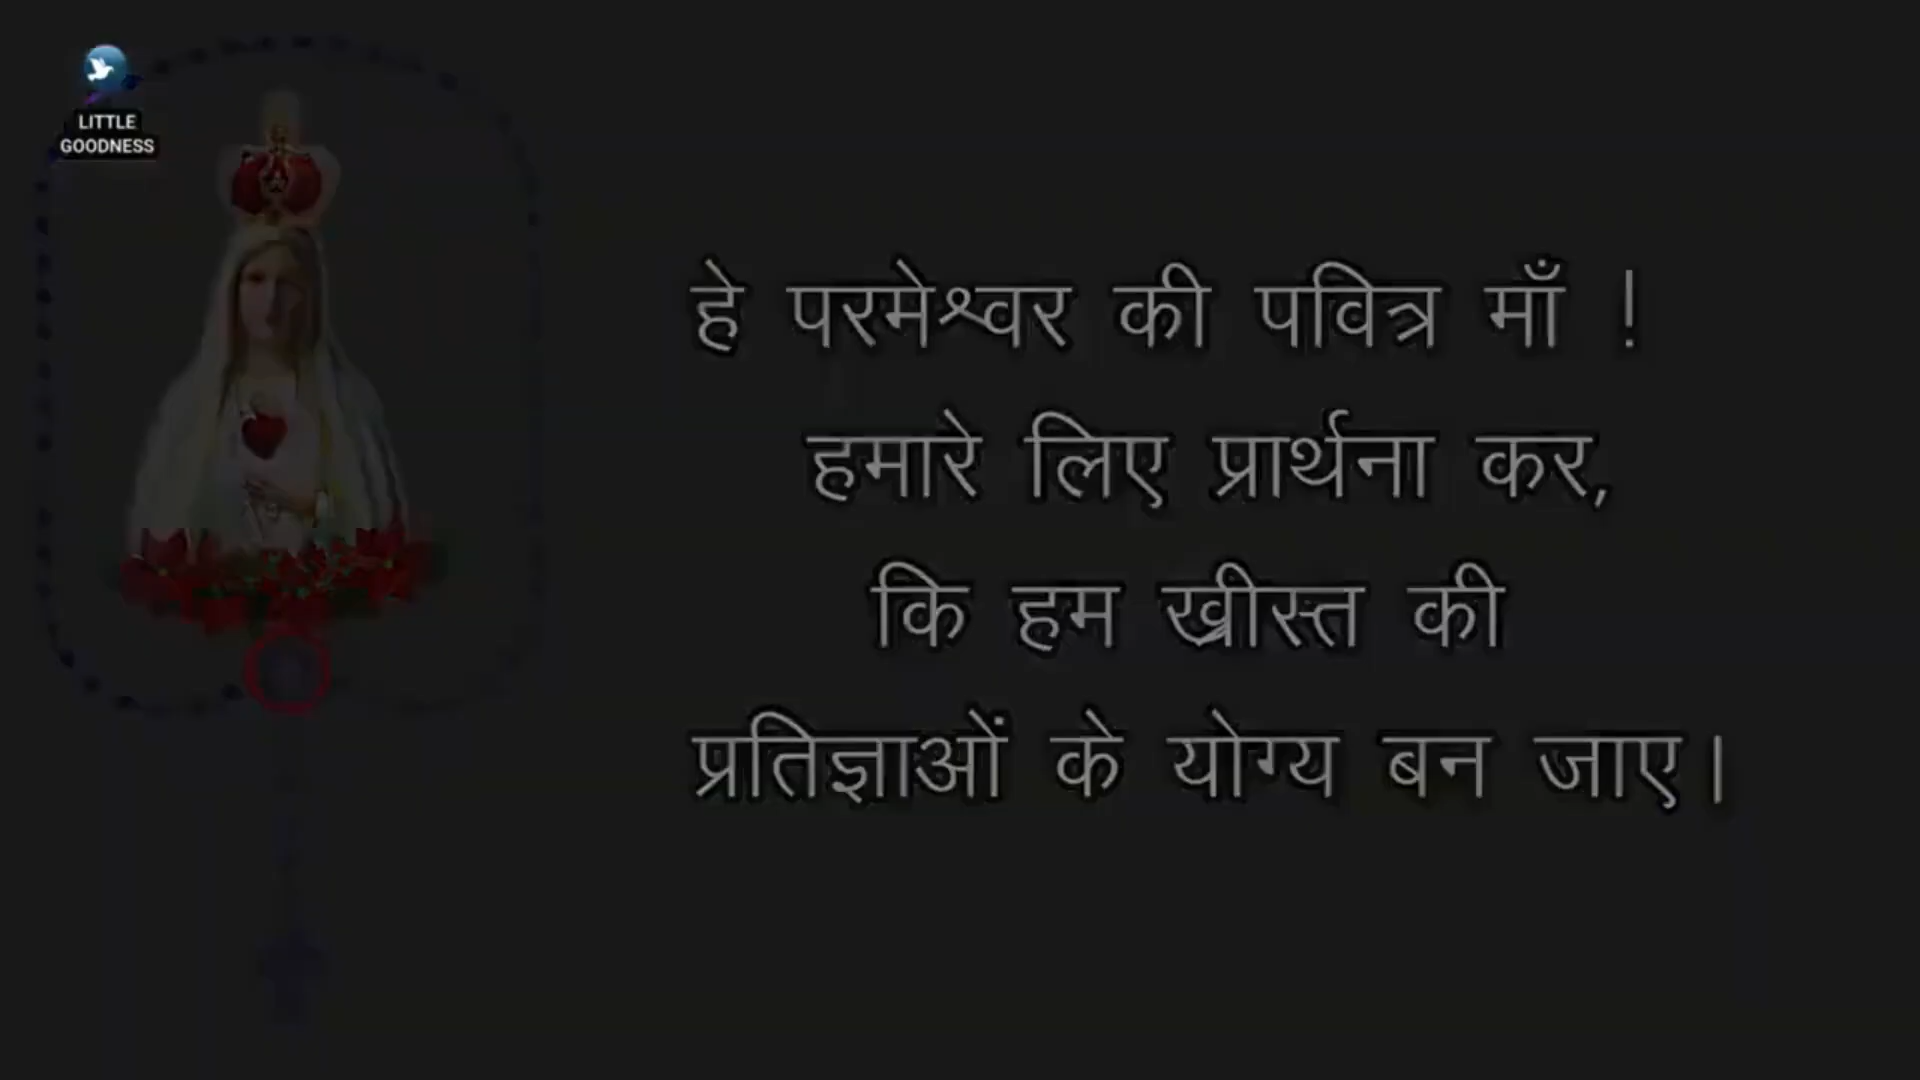 LITTLE
GOODNESS
हे परमेश्वर की पवित्र माँ !
हमारे लिए प्रार्थना कर,
कि हम ख्रीस्त की
प्रतिज्ञाओं के योग्य बन जाए।